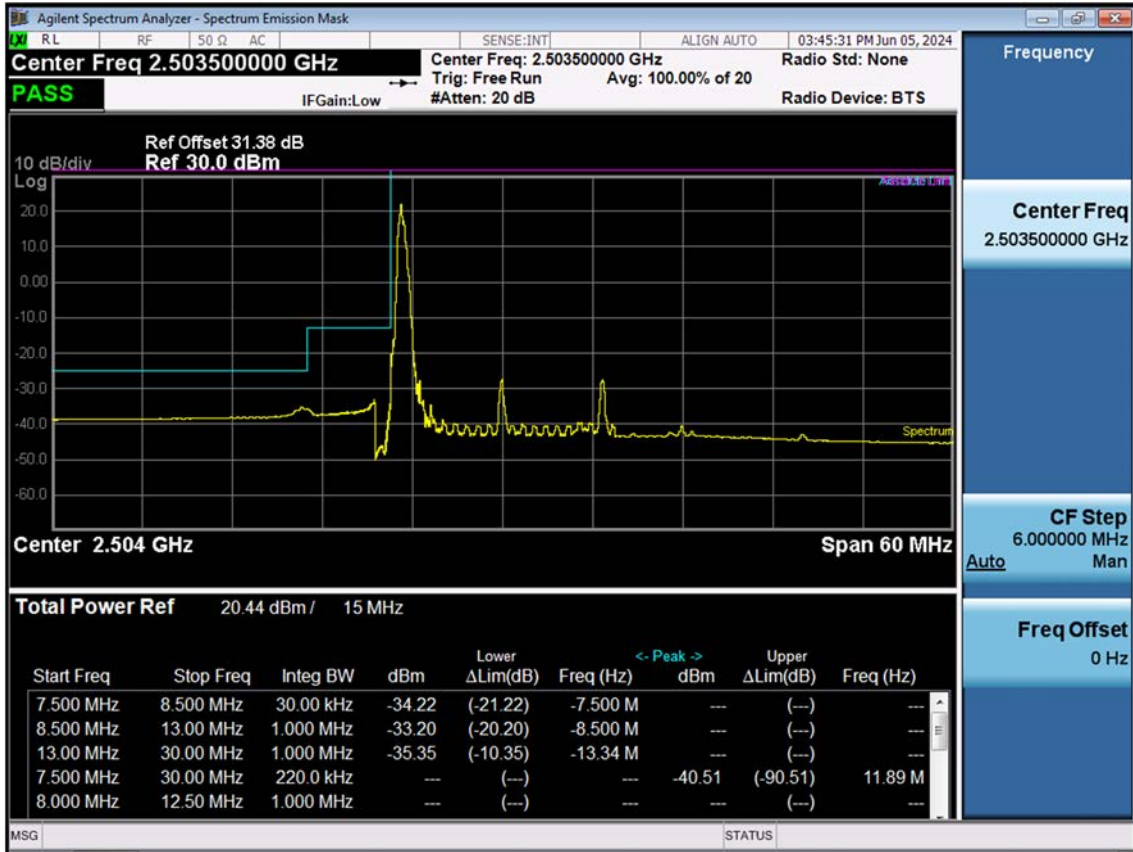 Agilent Spectrum Analyzer - Spectrum Emission Mask
LXI RL RF 50 Ω AC SENSE:INT ALIGN AUTO 03:45:31 PM Jun 05, 2024
Center Freq 2.503500000 GHz
Center Freq: 2.503500000 GHz Radio Std: None
Trig: Free Run Avg: 100.00% of 20
PASS IFGain:Low #Atten: 20 dB Radio Device: BTS
Frequency
Ref Offset 31.38 dB
10 dB/div Ref 30.0 dBm
Log
Absolute Limit
20.0
10.0
0.00
-10.0
-20.0
-30.0
-40.0
Spectrum
-50.0
-60.0
Center 2.504 GHz Span 60 MHz
Center Freq
2.503500000 GHz
CF Step
6.000000 MHz
Auto Man
Freq Offset
0 Hz
Total Power Ref 20.44 dBm / 15 MHz
Lower <- Peak -> Upper
Start Freq Stop Freq Integ BW dBm ΔLim(dB) Freq (Hz) dBm ΔLim(dB) Freq (Hz)
7.500 MHz 8.500 MHz 30.00 kHz -34.22 (-21.22) -7.500 M --- (---) ---
8.500 MHz 13.00 MHz 1.000 MHz -33.20 (-20.20) -8.500 M --- (---) ---
13.00 MHz 30.00 MHz 1.000 MHz -35.35 (-10.35) -13.34 M --- (---) ---
7.500 MHz 30.00 MHz 220.0 kHz --- (---) --- -40.51 (-90.51) 11.89 M
8.000 MHz 12.50 MHz 1.000 MHz --- (---) --- --- (---) ---
MSG STATUS